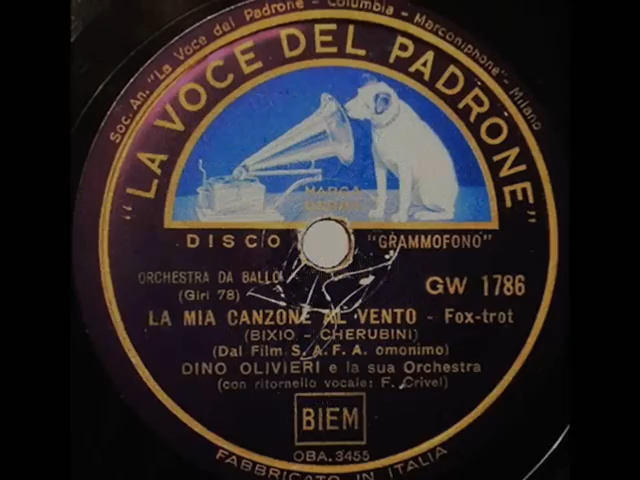 Soc. An. "La Voce del Padrone - Columbia - Marconiphone" - Milano
"LA VOCE DEL PADRONE"
MARCA
DISCO "GRAMMOFONO"
ORCHESTRA DA BALLO
(Giri 78)
GW 1786
LA MIA CANZONE AL VENTO - Fox-trot
(BIXIO - CHERUBINI)
(Dal Film S. A. F. A. omonimo)
DINO OLIVIERI e la sua Orchestra
(con ritornello vocale: F. Crivel)
BIEM
OBA.3455
FABBRICATO IN ITALIA